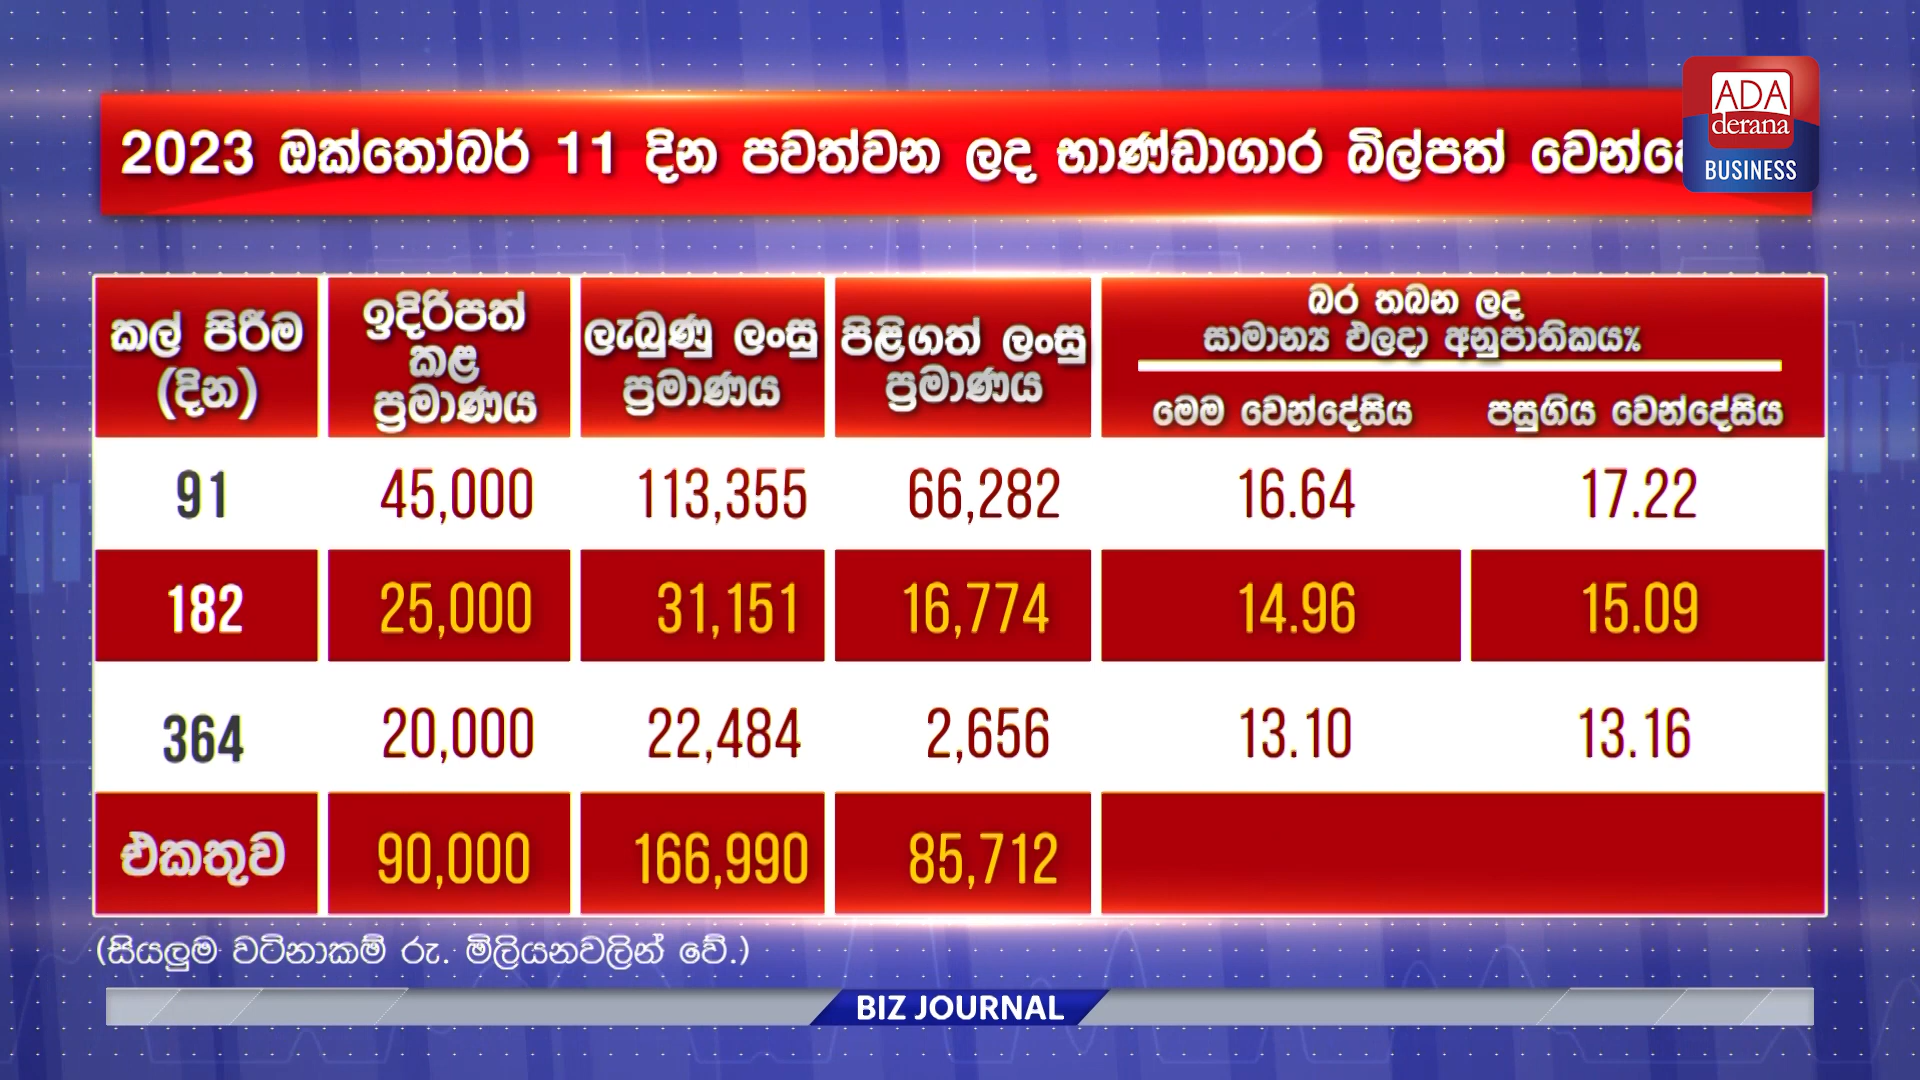 ADA
derana
BUSINESS
2023 ඔක්තෝබර් 11 දින පවත්වන ලද භාණ්ඩාගාර බිල්පත්
කල් පිරීම
(දින)
ඉදිරිපත්
කළ
ප්‍රමාණය
ලැබුණු ලංසු
ප්‍රමාණය
පිළිගත් ලංසු
ප්‍රමාණය
බර තබන ලද
සාමාන්‍ය ඵලදා අනුපාතිකය%
මෙම වෙන්දේසිය පසුගිය වෙන්දේසිය
91 45,000 113,355 66,282 16.64 17.22
182 25,000 31,151 16,774 14.96 15.09
364 20,000 22,484 2,656 13.10 13.16
එකතුව 90,000 166,990 85,712
(සියලුම වටිනාකම් රු. මිලියනවලින් වේ.)
BIZ JOURNAL